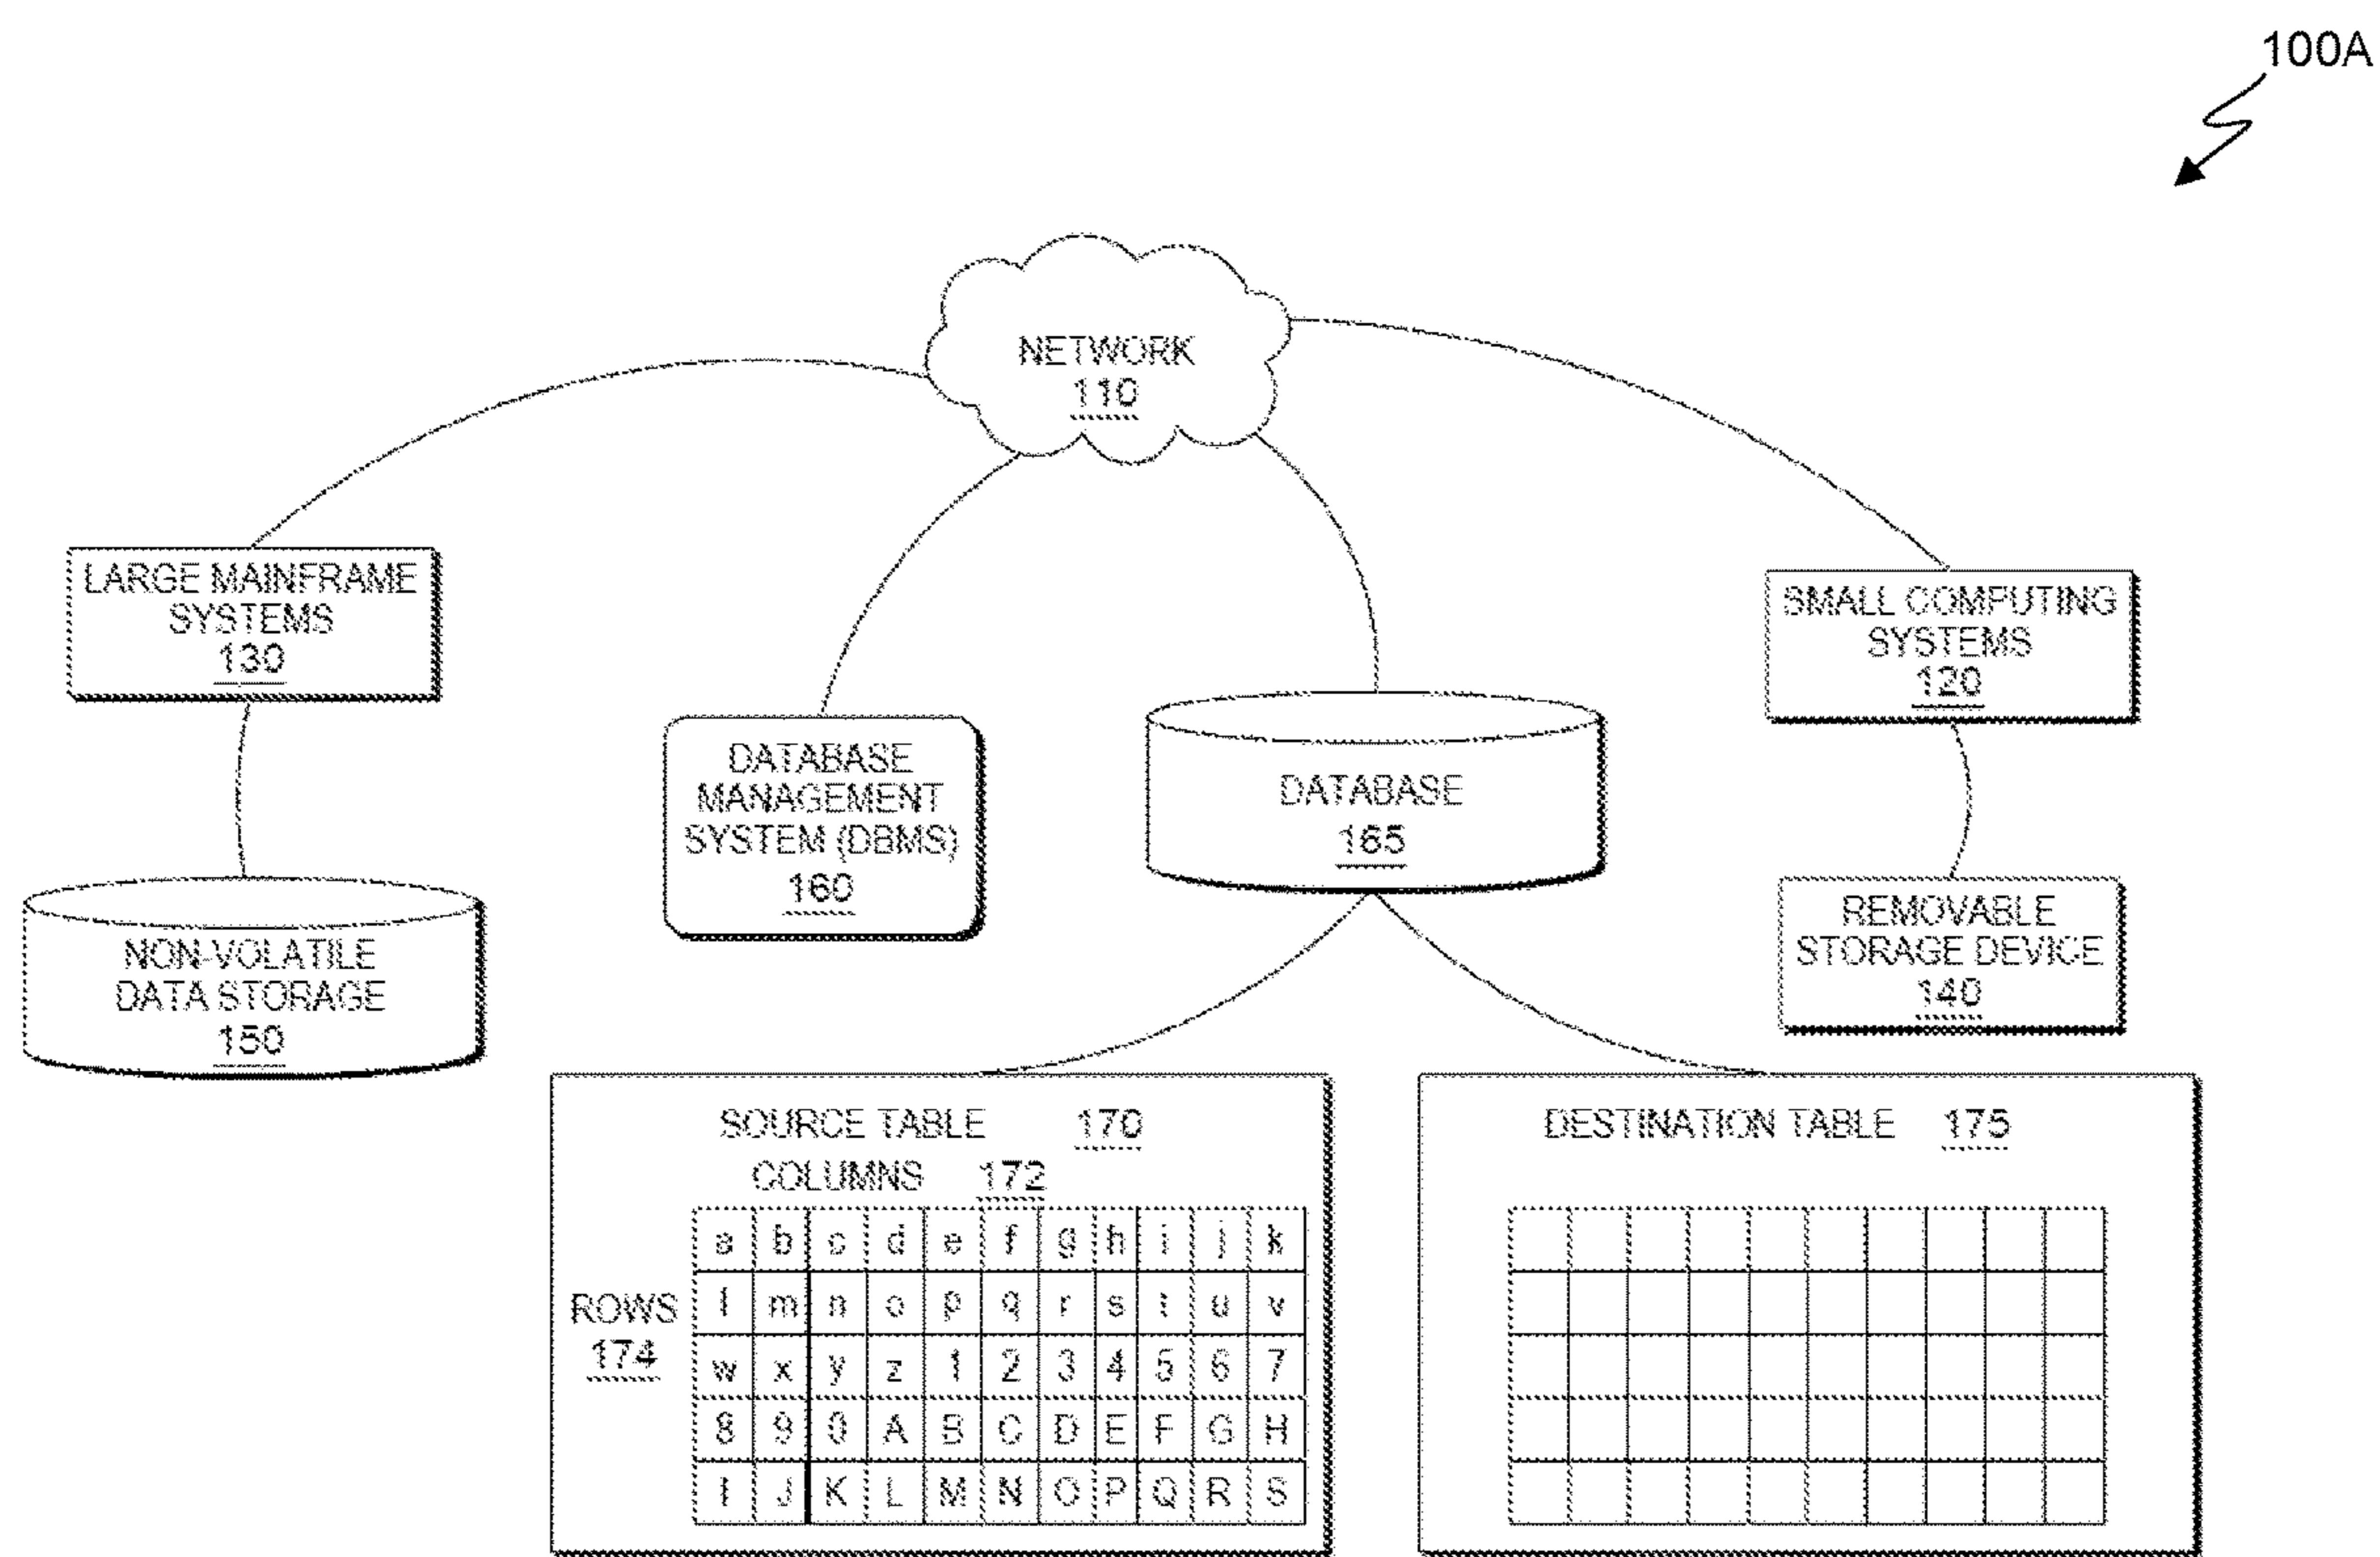 100A
NETWORK
110
LARGE MAINFRAME
SYSTEMS
130
SMALL COMPUTING
SYSTEMS
120
DATABASE
MANAGEMENT
SYSTEM (DBMS)
160
DATABASE
165
NON-VOLATILE
DATA STORAGE
150
REMOVABLE
STORAGE DEVICE
140
SOURCE TABLE 170
COLUMNS 172
ROWS
174
a b c d e f g h i j k
l m n o p q r s t u v
w x y z 1 2 3 4 5 6 7
8 9 0 A B C D E F G H
I J K L M N O P Q R S
DESTINATION TABLE 175